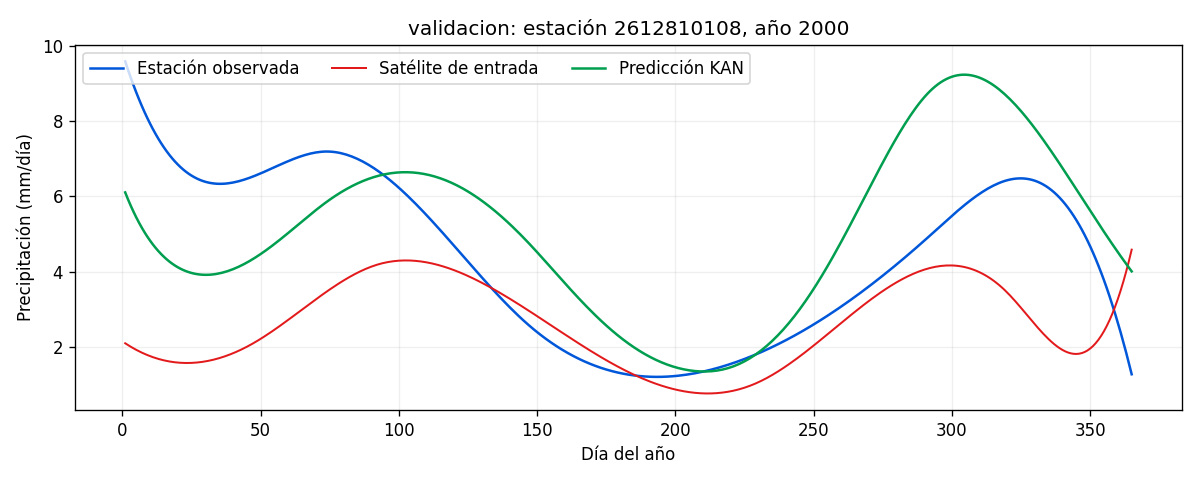 validacion: estación 2612810108, año 2000
Estación observada Satélite de entrada Predicción KAN
Precipitación (mm/día)
10
8
6
4
2
0 50 100 150 200 250 300 350
Día del año